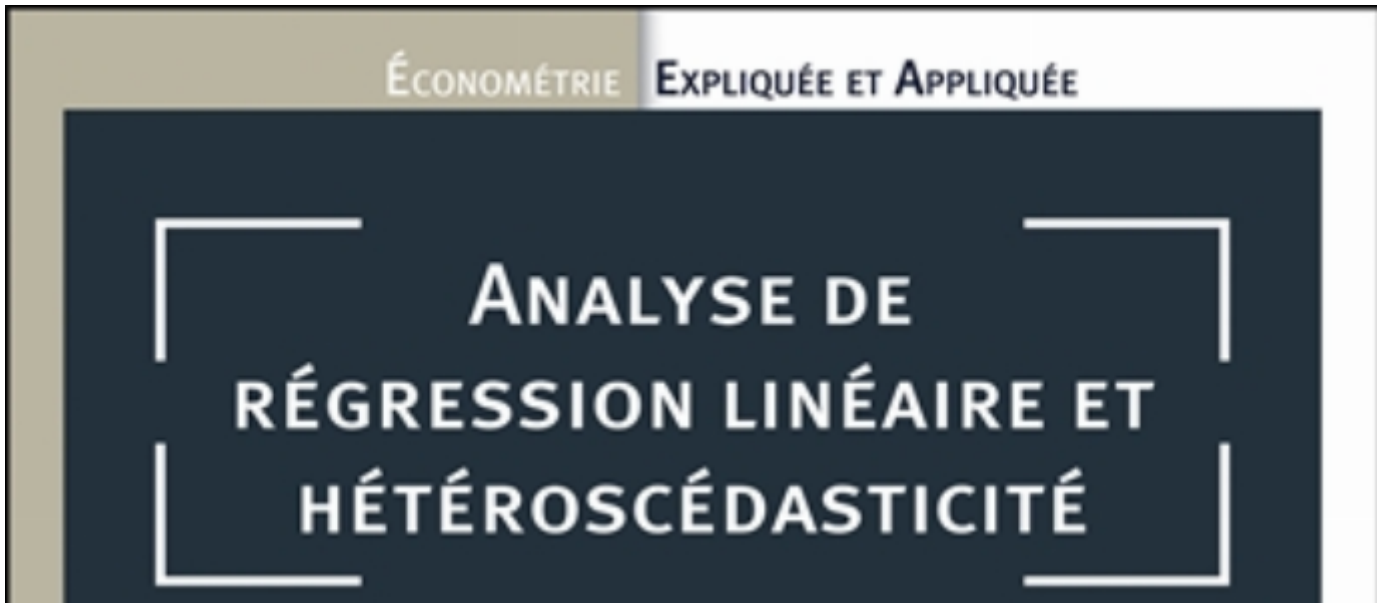 Économétrie Expliquée et Appliquée
Analyse de
régression linéaire et
hétéroscédasticité